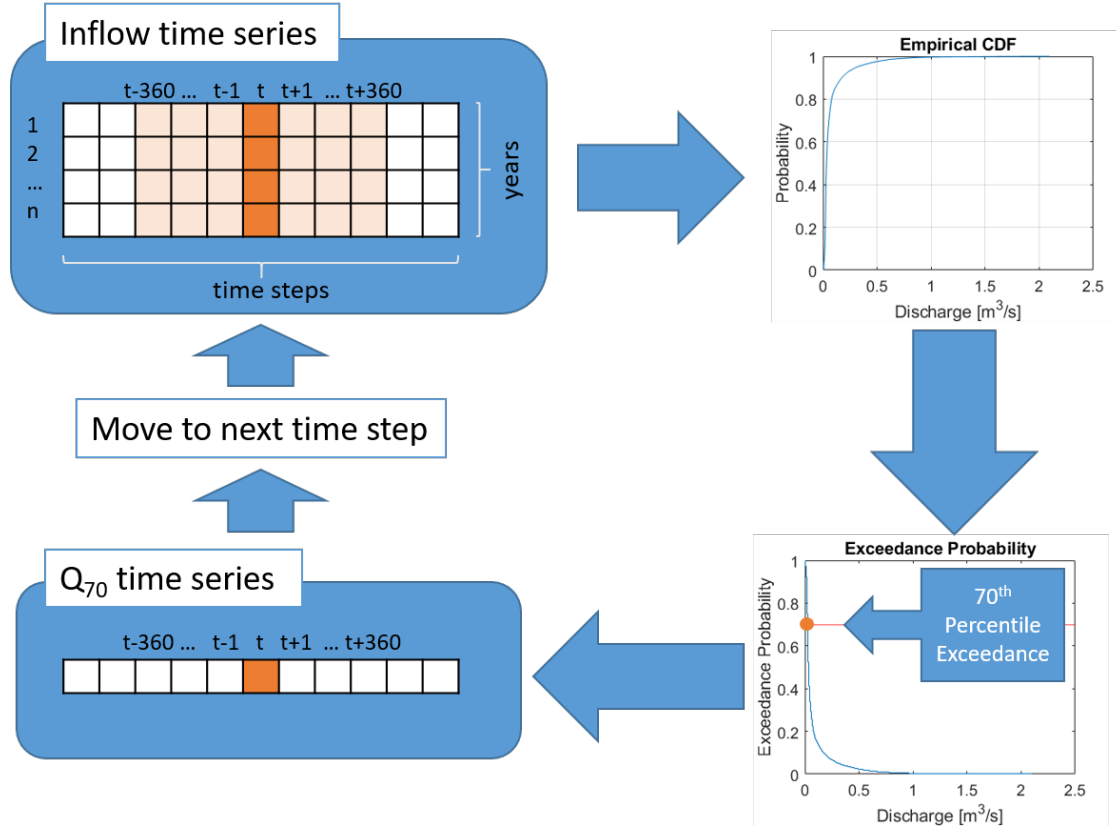 Inflow time series
t-360 ... t-1 t t+1 ... t+360
1
2
...
n
years
time steps
Empirical CDF
Probability
1
0.8
0.6
0.4
0.2
0
0 0.5 1 1.5 2 2.5
Discharge [m³/s]
Exceedance Probability
Exceedance Probability
1
0.8
0.7
0.6
0.4
0.2
0
0 0.5 1 1.5 2 2.5
Discharge [m³/s]
70th
Percentile
Exceedance
Q70 time series
t-360 ... t-1 t t+1 ... t+360
Move to next time step